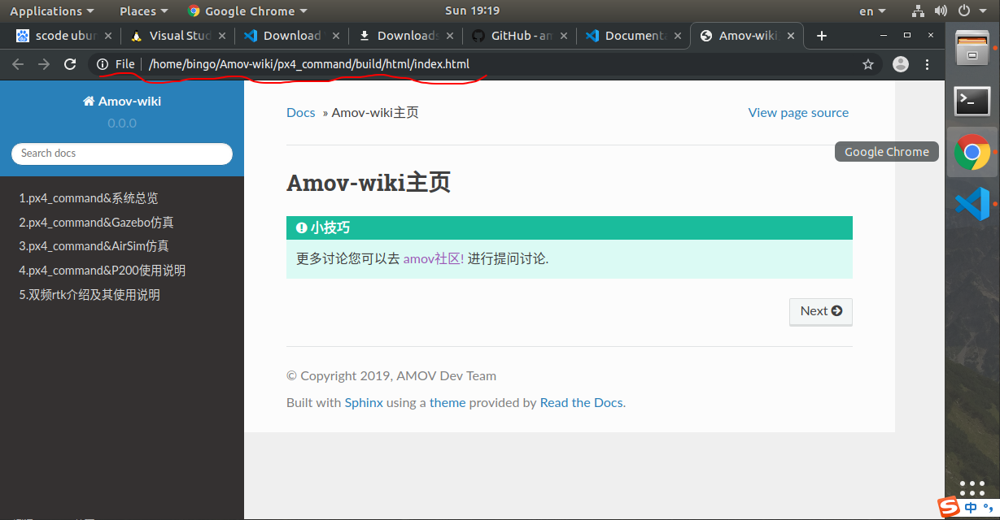 Applications Places Google Chrome Sun 19:19 en
scode ubun Visual Stud Download Downloads GitHub - am Documenta Amov-wiki
File /home/bingo/Amov-wiki/px4_command/build/html/index.html
Amov-wiki
0.0.0
Search docs
1.px4_command&系统总览
2.px4_command&Gazebo仿真
3.px4_command&AirSim仿真
4.px4_command&P200使用说明
5.双频rtk介绍及其使用说明
Docs » Amov-wiki主页
View page source
Google Chrome
Amov-wiki主页
小技巧
更多讨论您可以去 amov社区! 进行提问讨论.
Next
© Copyright 2019, AMOV Dev Team
Built with Sphinx using a theme provided by Read the Docs.
中